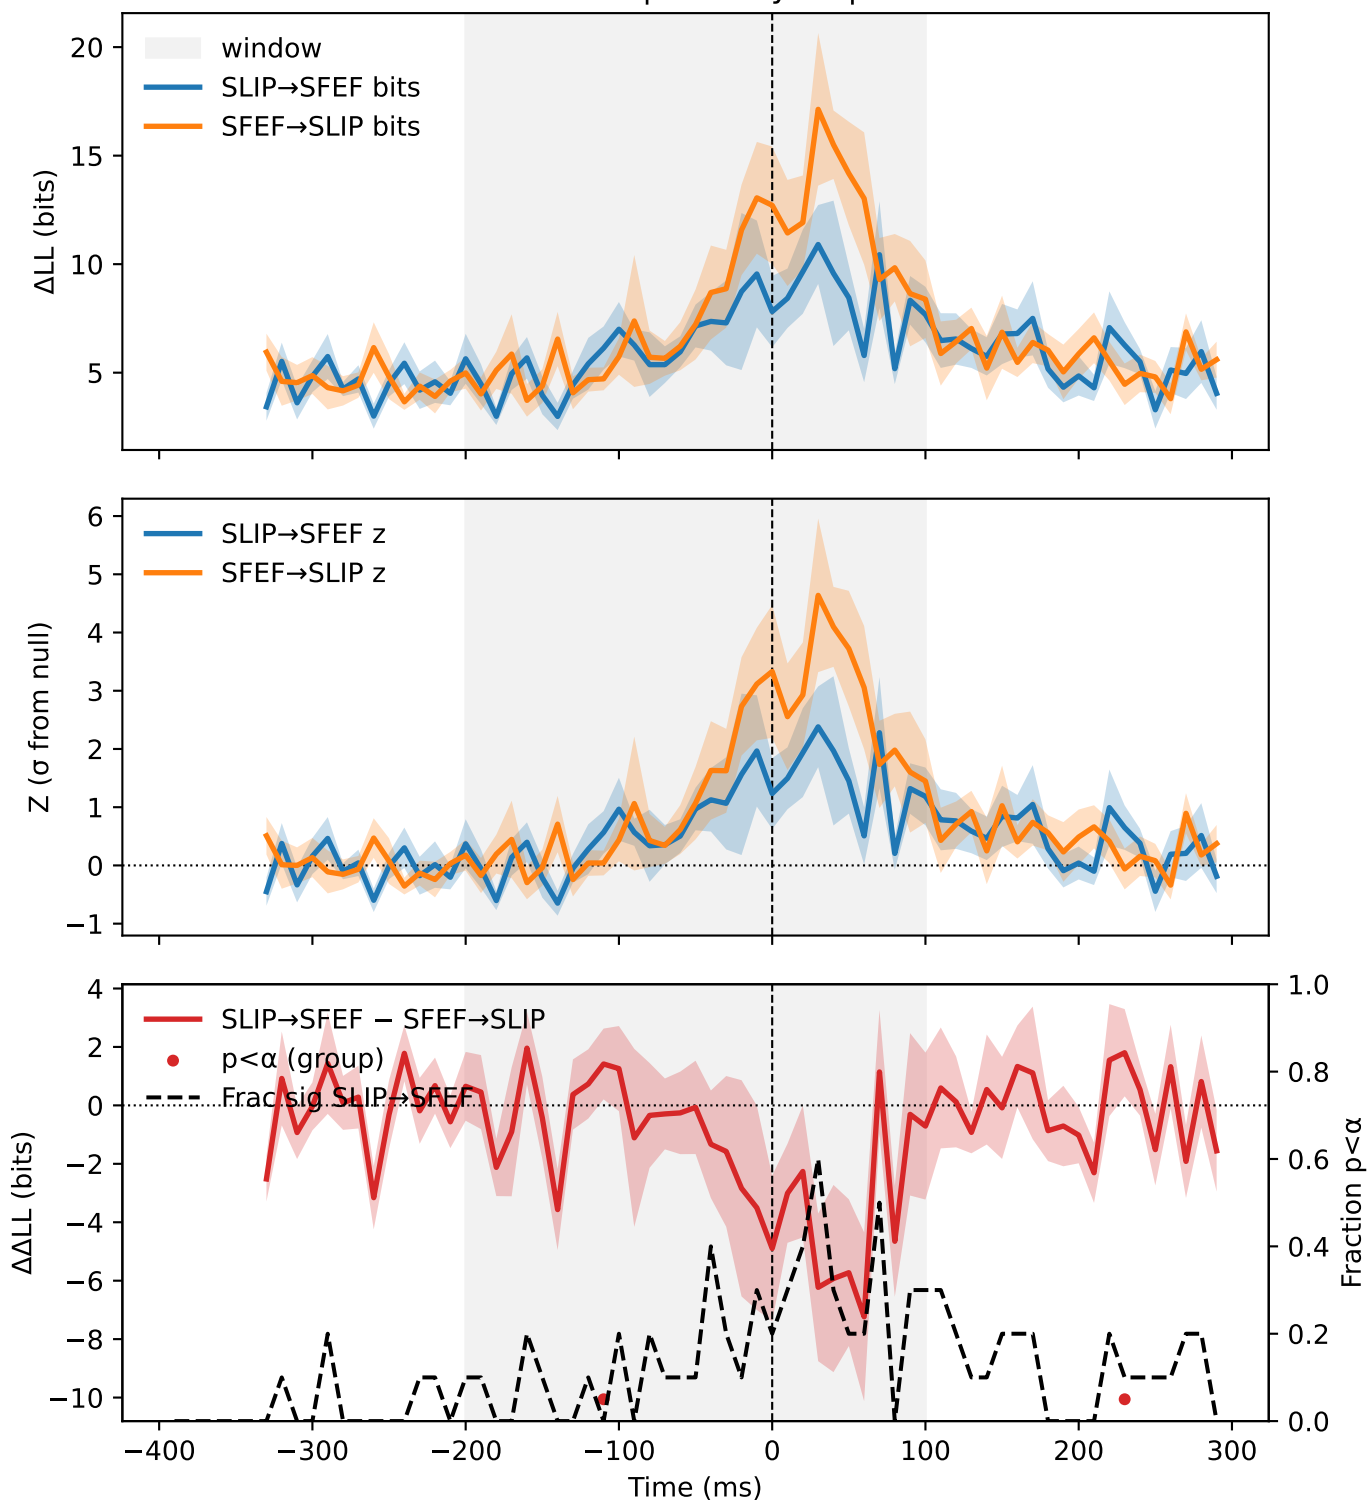 20
15
10
5
ΔLL (bits)
window
SLIP→SFEF bits
SFEF→SLIP bits
6
5
4
3
2
1
0
−1
Z (σ from null)
SLIP→SFEF z
SFEF→SLIP z
4
2
0
−2
−4
−6
−8
−10
ΔΔLL (bits)
SLIP→SFEF − SFEF→SLIP
p<α (group)
Frac sig SLIP→SFEF
1.0
0.8
0.6
0.4
0.2
0.0
Fraction p<α
−400 −300 −200 −100 0 100 200 300
Time (ms)